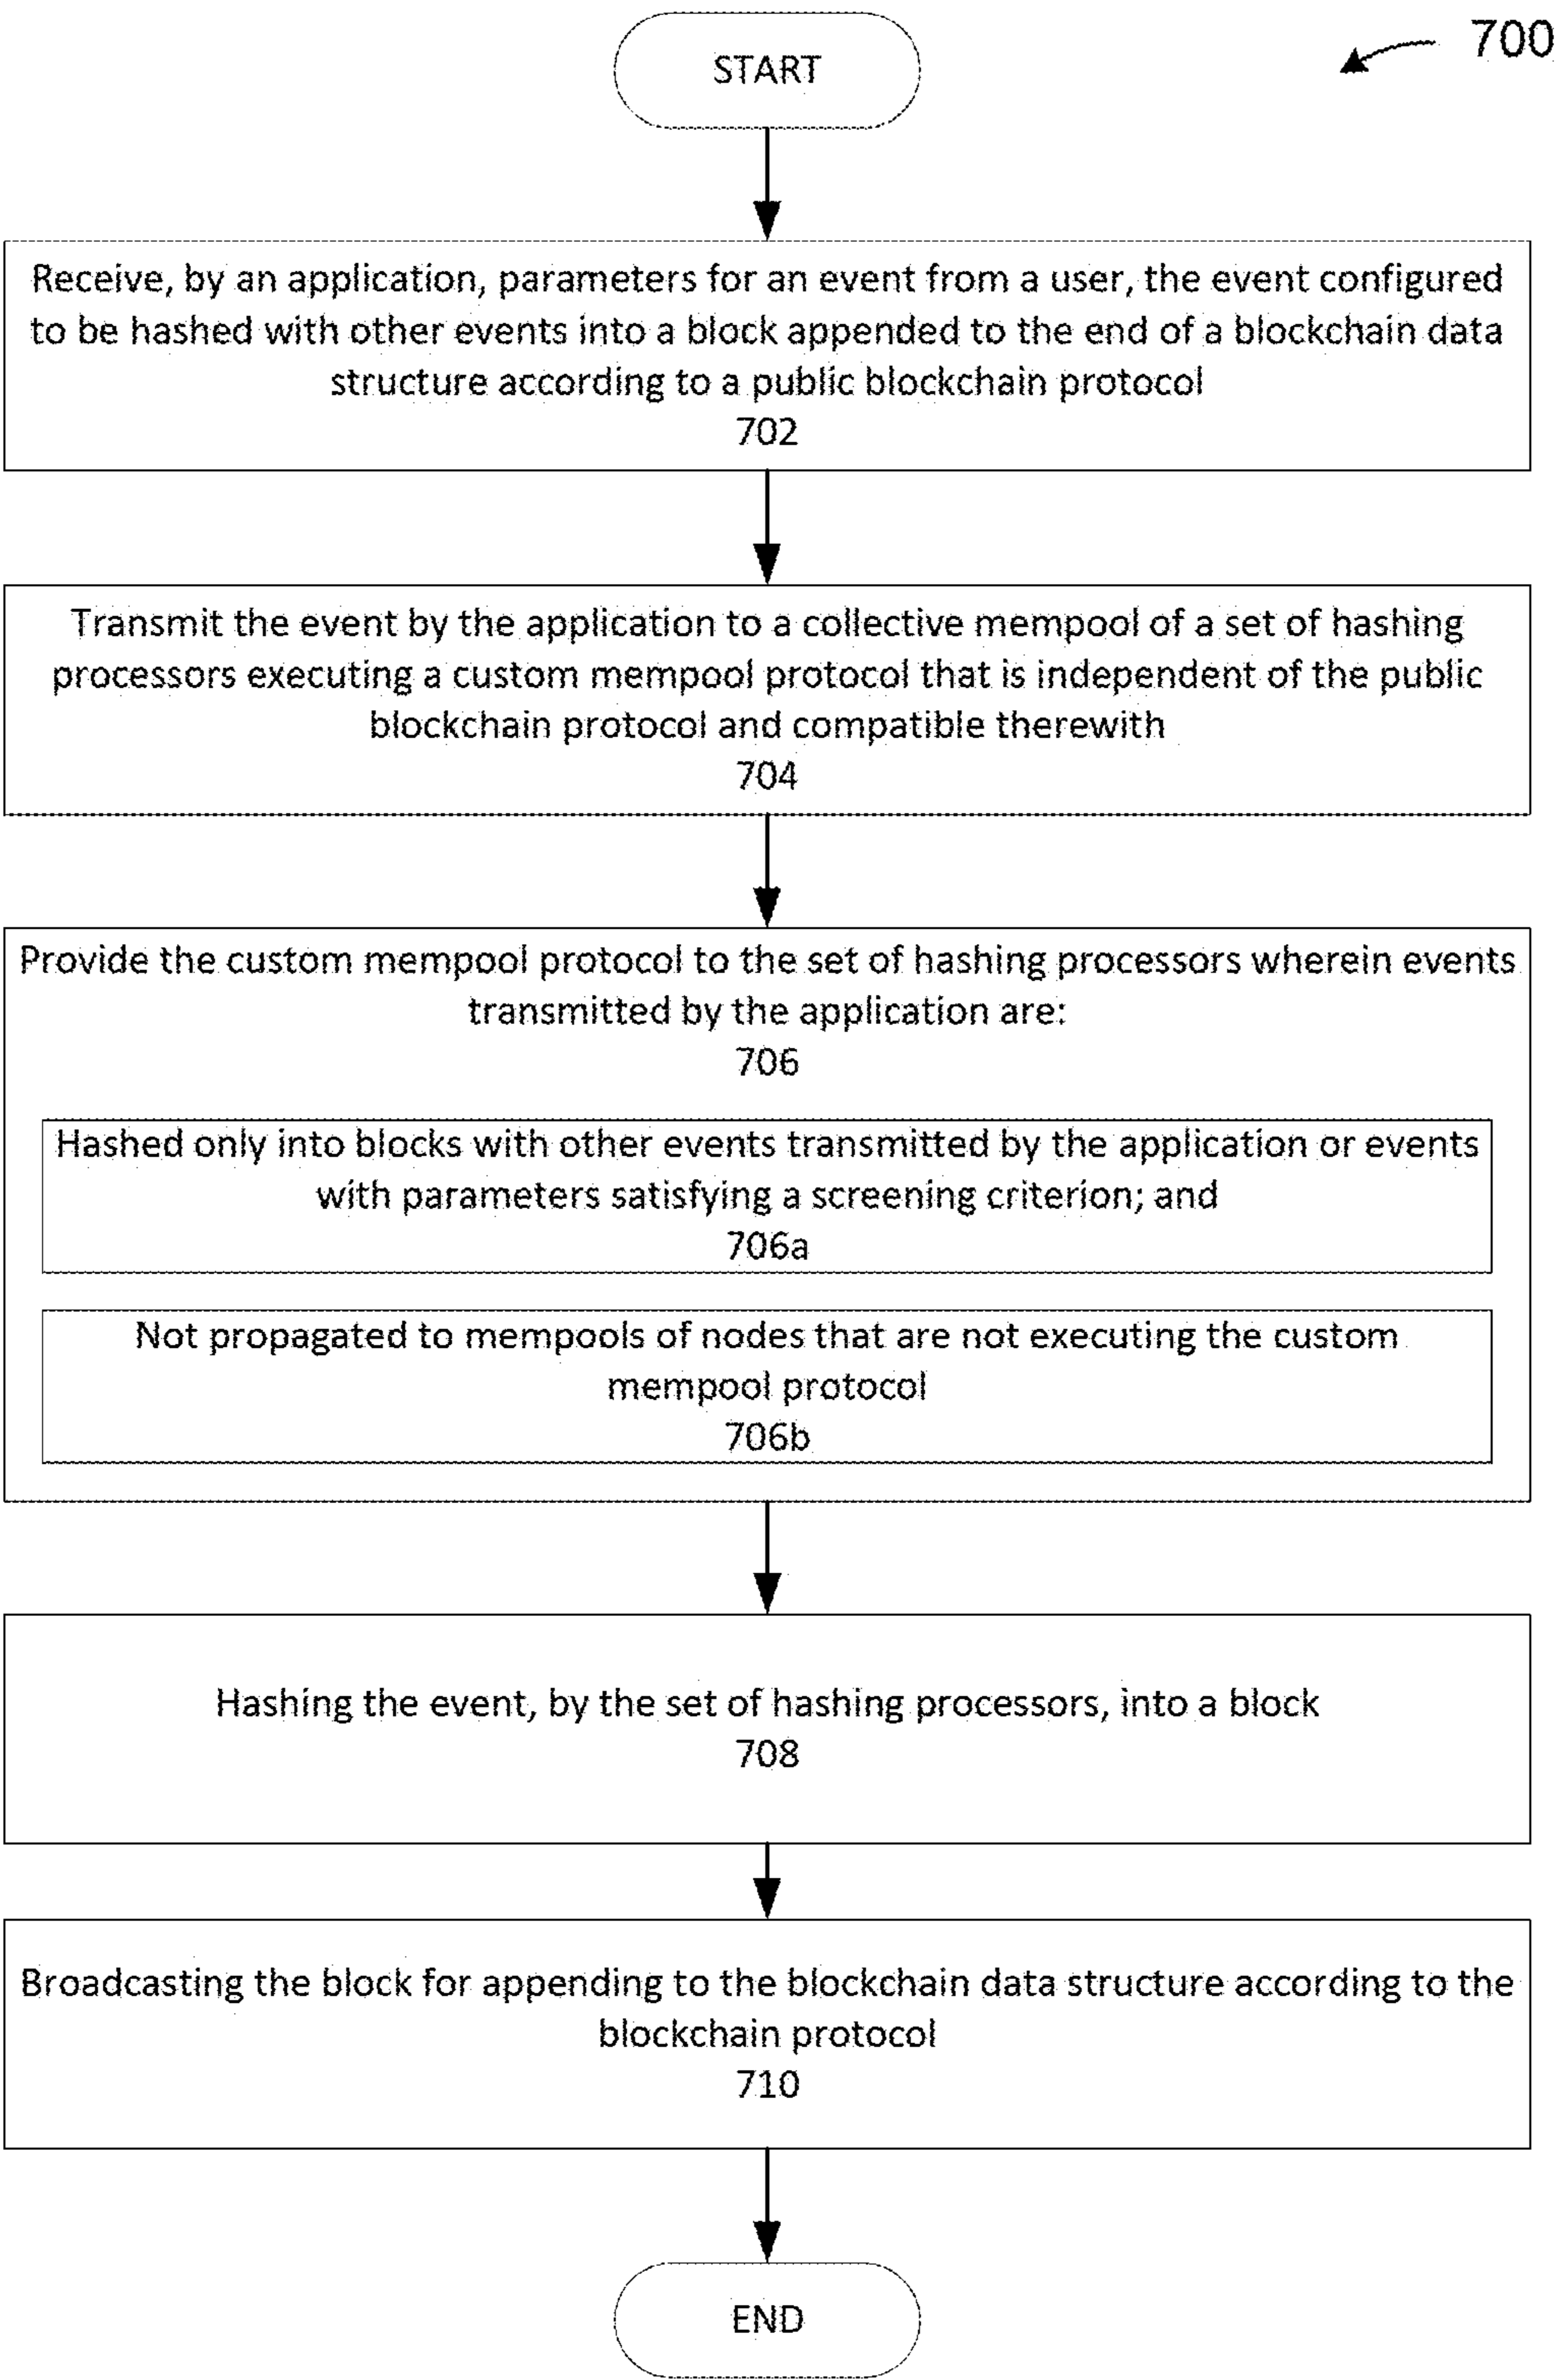 700
START
Receive, by an application, parameters for an event from a user, the event configured
to be hashed with other events into a block appended to the end of a blockchain data
structure according to a public blockchain protocol
702
Transmit the event by the application to a collective mempool of a set of hashing
processors executing a custom mempool protocol that is independent of the public
blockchain protocol and compatible therewith
704
Provide the custom mempool protocol to the set of hashing processors wherein events
transmitted by the application are:
706
Hashed only into blocks with other events transmitted by the application or events
with parameters satisfying a screening criterion; and
706a
Not propagated to mempools of nodes that are not executing the custom
mempool protocol
706b
Hashing the event, by the set of hashing processors, into a block
708
Broadcasting the block for appending to the blockchain data structure according to the
blockchain protocol
710
END